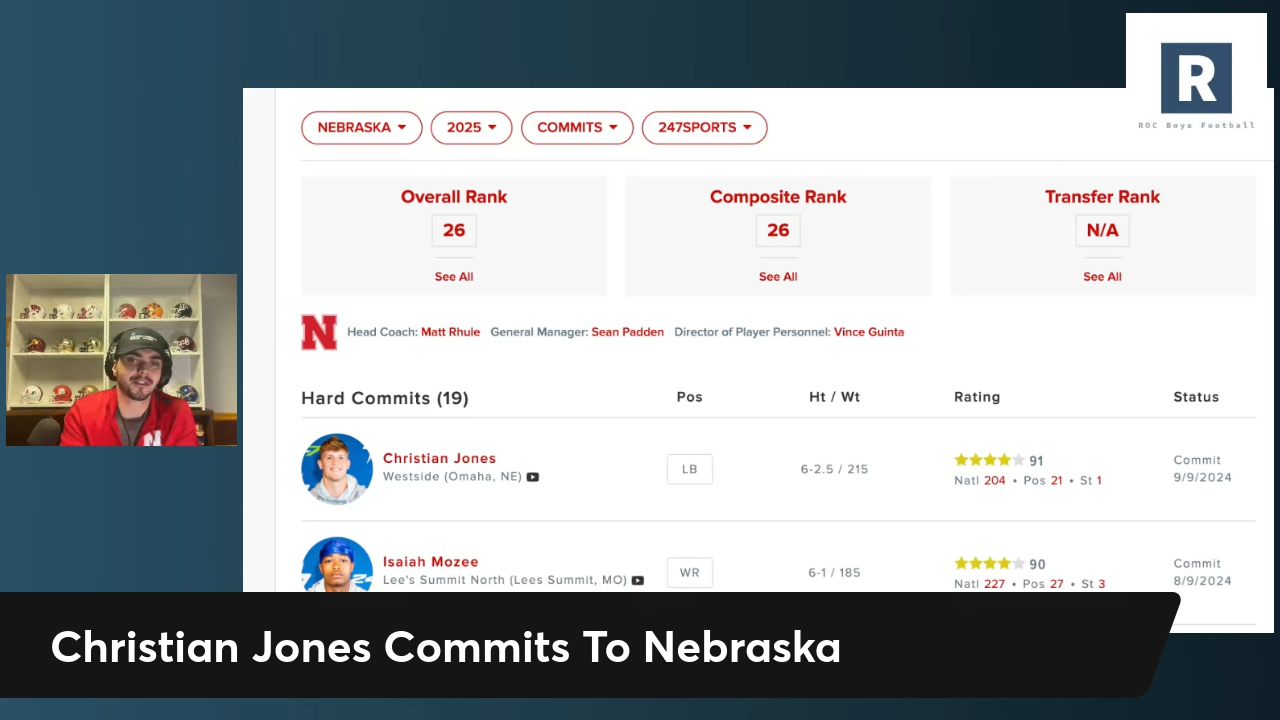 R
ROC Boys Football
NEBRASKA 2025 COMMITS 247SPORTS
Overall Rank Composite Rank Transfer Rank
26 26 N/A
See All See All See All
N Head Coach: Matt Rhule General Manager: Sean Padden Director of Player Personnel: Vince Guinta
Hard Commits (19) Pos Ht / Wt Rating Status
Christian Jones
Westside (Omaha, NE)
LB 6-2.5 / 215
91
Natl 204 • Pos 21 • St 1
Commit
9/9/2024
Isaiah Mozee
Lee's Summit North (Lees Summit, MO)
WR 6-1 / 185
90
Natl 227 • Pos 27 • St 3
Commit
8/9/2024
Christian Jones Commits To Nebraska